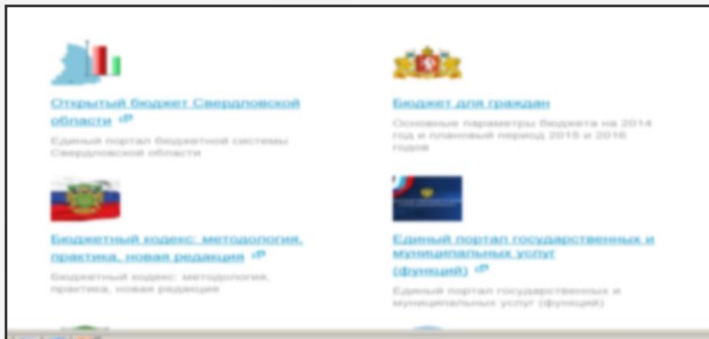 Открытый бюджет Свердловской
области
Единый портал бюджетной системы
Свердловской области
Бюджет для граждан
Основные параметры бюджета на 2014
год и плановый период 2015 и 2016
годов
Бюджетный кодекс: методология,
практика, новая редакция
Бюджетный кодекс: методология,
практика, новая редакция
Единый портал государственных и
муниципальных услуг
(функций)
Единый портал государственных и
муниципальных услуг (функций)